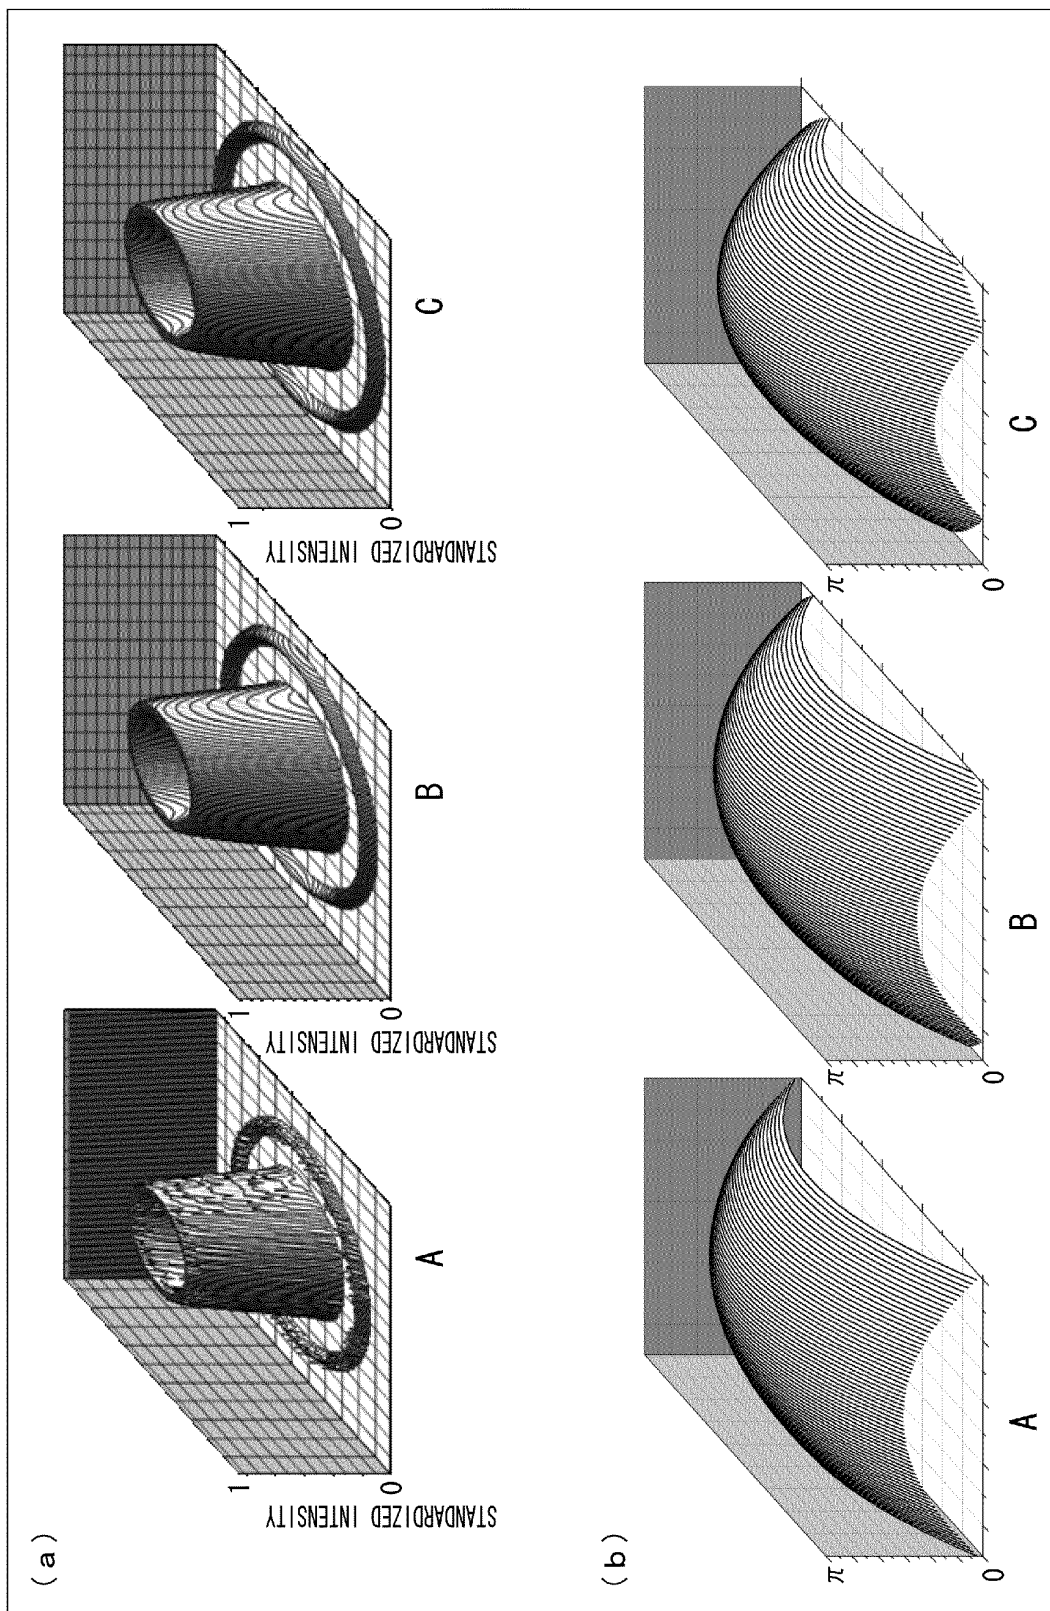 (a)
STANDARDIZED INTENSITY
1
0
A
STANDARDIZED INTENSITY
1
0
B
STANDARDIZED INTENSITY
1
0
C
(b)
π
0
A
π
0
B
π
0
C